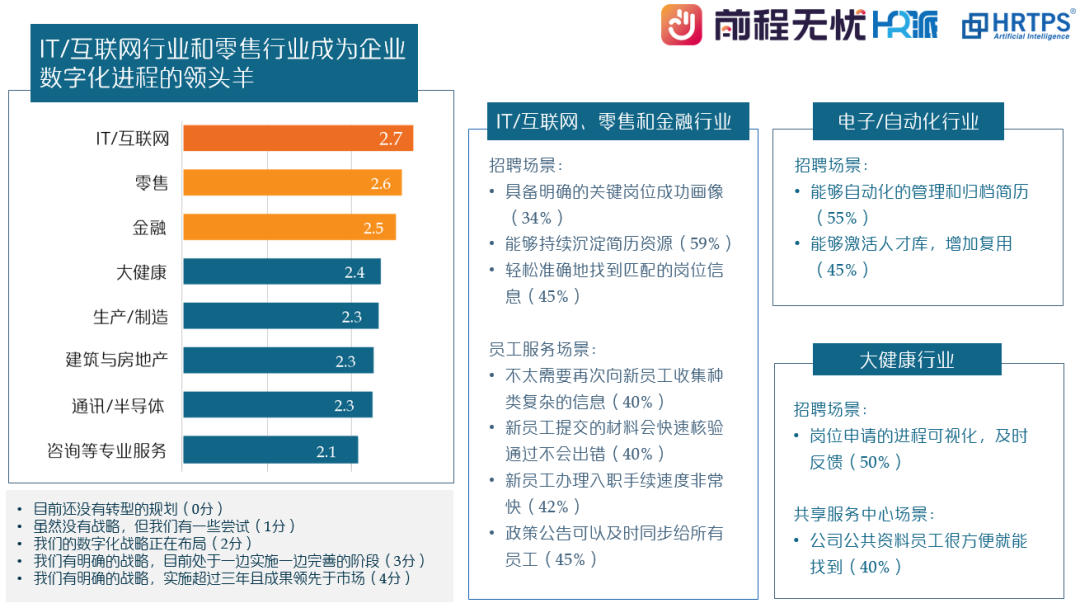 前程无忧HR派
HRTPS®
Artificial Intelligence
IT/互联网行业和零售行业成为企业
数字化进程的领头羊
IT/互联网 2.7
零售 2.6
金融 2.5
大健康 2.4
生产/制造 2.3
建筑与房地产 2.3
通讯/半导体 2.3
咨询等专业服务 2.1
• 目前还没有转型的规划（0分）
• 虽然没有战略，但我们有一些尝试（1分）
• 我们的数字化战略正在布局（2分）
• 我们有明确的战略，目前处于一边实施一边完善的阶段（3分）
• 我们有明确的战略，实施超过三年且成果领先于市场（4分）
IT/互联网、零售和金融行业
招聘场景：
• 具备明确的关键岗位成功画像
（34%）
• 能够持续沉淀简历资源（59%）
• 轻松准确地找到匹配的岗位信
息（45%）
员工服务场景：
• 不太需要再次向新员工收集种
类复杂的信息（40%）
• 新员工提交的材料会快速核验
通过不会出错（40%）
• 新员工办理入职手续速度非常
快（42%）
• 政策公告可以及时同步给所有
员工（45%）
电子/自动化行业
招聘场景：
• 能够自动化的管理和归档简历
（55%）
• 能够激活人才库，增加复用
（45%）
大健康行业
招聘场景：
• 岗位申请的进程可视化，及时
反馈（50%）
共享服务中心场景：
• 公司公共资料员工很方便就能
找到（40%）